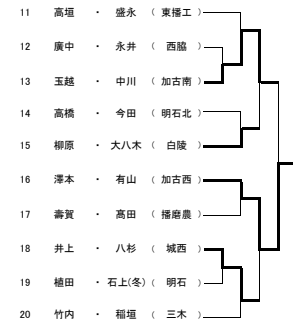 11 高垣 ・ 盛永 ( 東播工 )
12 廣中 ・ 永井 ( 西脇 )
13 玉越 ・ 中川 ( 加古南 )
14 高橋 ・ 今田 ( 明石北 )
15 柳原 ・ 大八木 ( 白陵 )
16 澤本 ・ 有山 ( 加古西 )
17 壽賀 ・ 髙田 ( 播磨農 )
18 井上 ・ 八杉 ( 城西 )
19 植田 ・ 石上(冬) ( 明石 )
20 竹内 ・ 稲垣 ( 三木 )